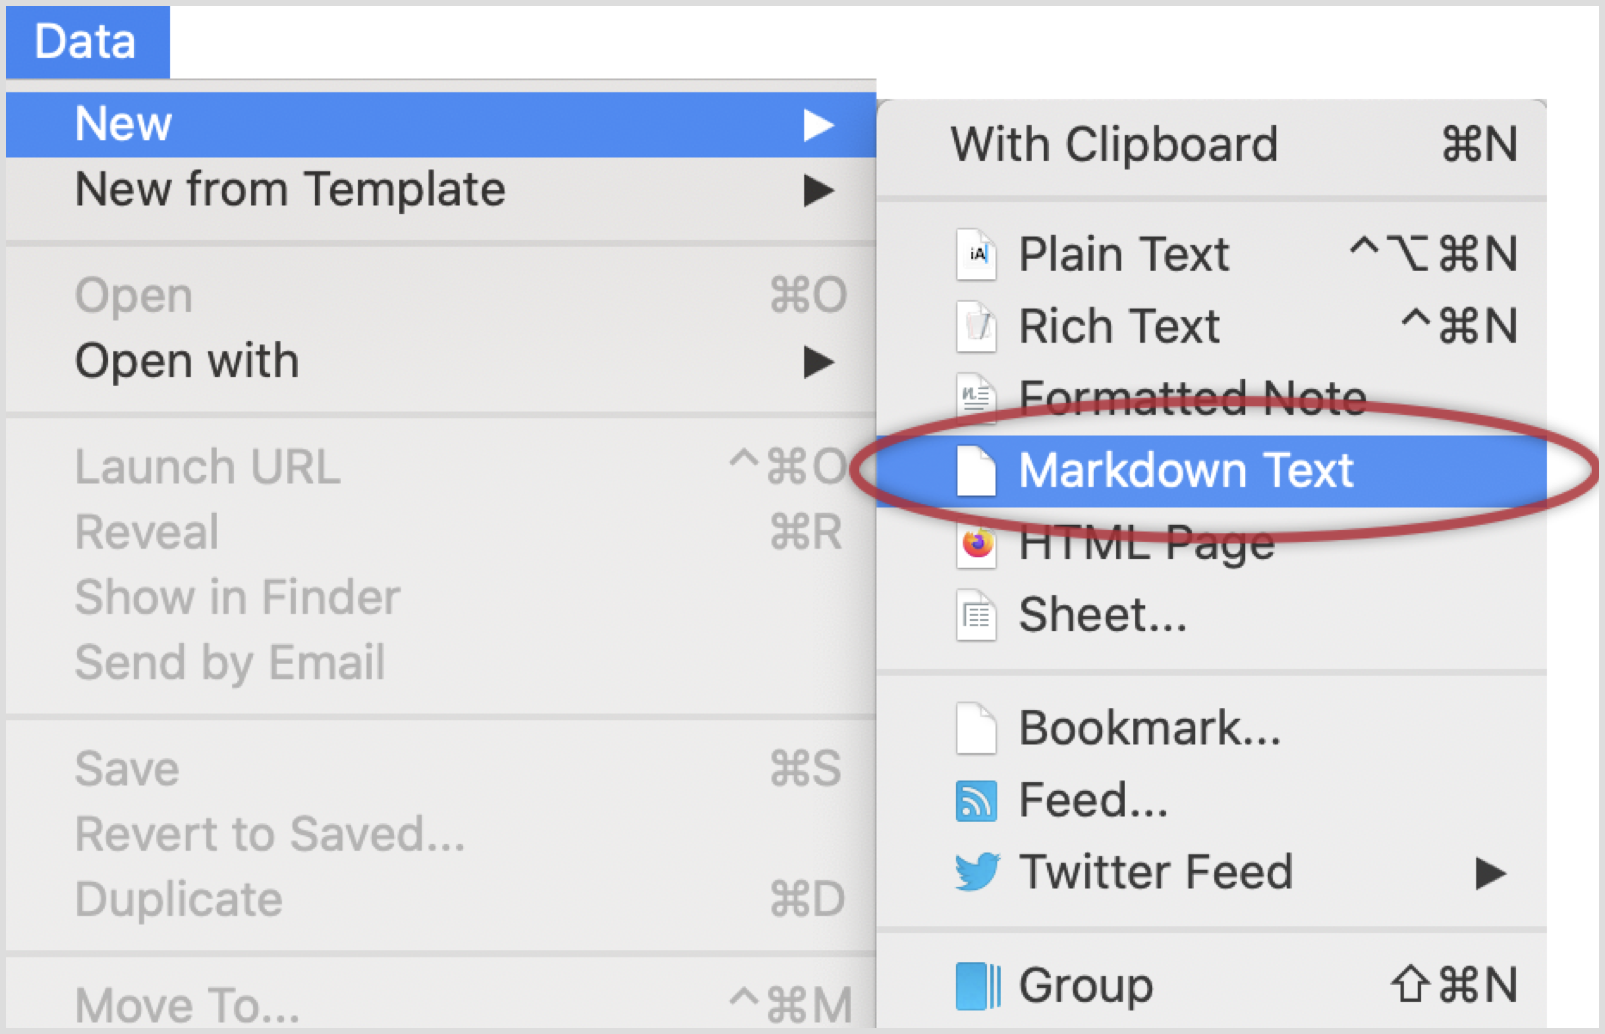 Data
New ▶
New from Template ▶
Open ⌘O
Open with ▶
Launch URL ^⌘O
Reveal ⌘R
Show in Finder
Send by Email
Save ⌘S
Revert to Saved...
Duplicate ⌘D
Move To... ^⌘M
With Clipboard ⌘N
iA Plain Text ^⌥⌘N
Rich Text ^⌘N
Formatted Note
Markdown Text
HTML Page
Sheet...
Bookmark...
Feed...
Twitter Feed ▶
Group ⇧⌘N